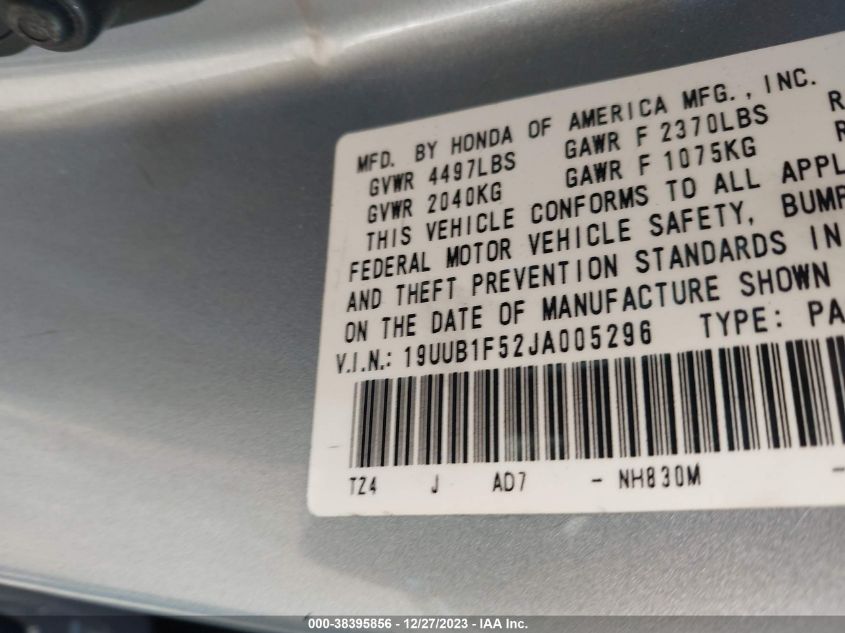 MFD. BY HONDA OF AMERICA MFG., INC.
GVWR 4497LBS GAWR F 2370LBS R
GVWR 2040KG GAWR F 1075KG R
THIS VEHICLE CONFORMS TO ALL APPL
FEDERAL MOTOR VEHICLE SAFETY, BUMP
AND THEFT PREVENTION STANDARDS IN
ON THE DATE OF MANUFACTURE SHOWN
V.I.N.: 19UUB1F52JA005296 TYPE: PA
TZ4 J AD7 - NH830M -
000-38395856 - 12/27/2023 - IAA Inc.